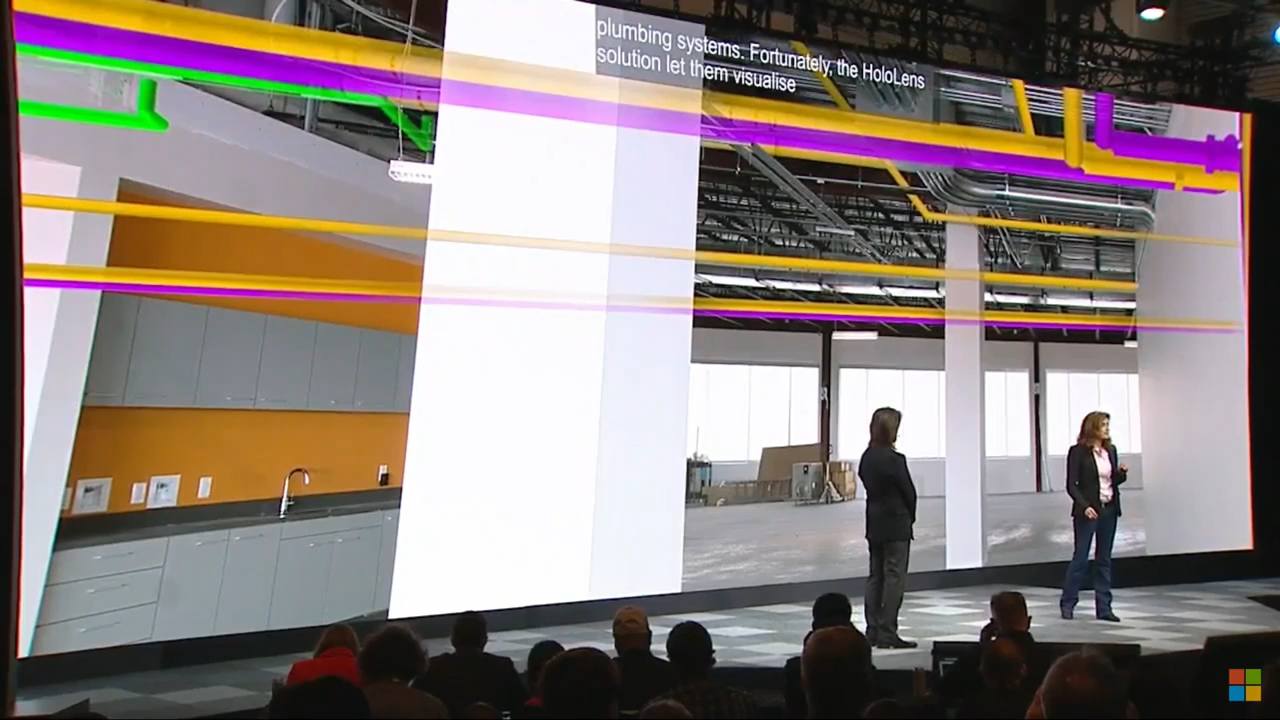 plumbing systems. Fortunately, the HoloLens
solution let them visualise